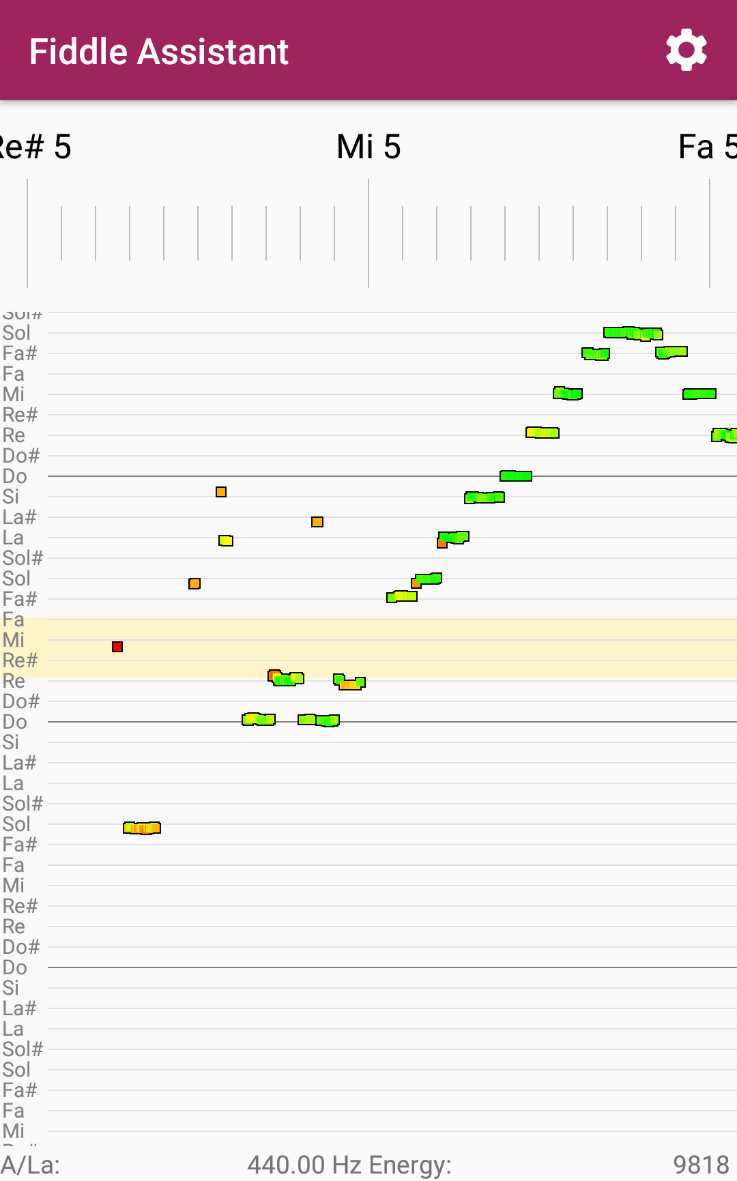 Fiddle Assistant
Re# 5 Mi 5 Fa 5
Sol#
Sol
Fa#
Fa
Mi
Re#
Re
Do#
Do
Si
La#
La
Sol#
Sol
Fa#
Fa
Mi
Re#
Re
Do#
Do
Si
La#
La
Sol#
Sol
Fa#
Fa
Mi
Re#
Re
Do#
Do
Si
La#
La
Sol#
Sol
Fa#
Fa
Mi
A/La: 440.00 Hz Energy: 9818